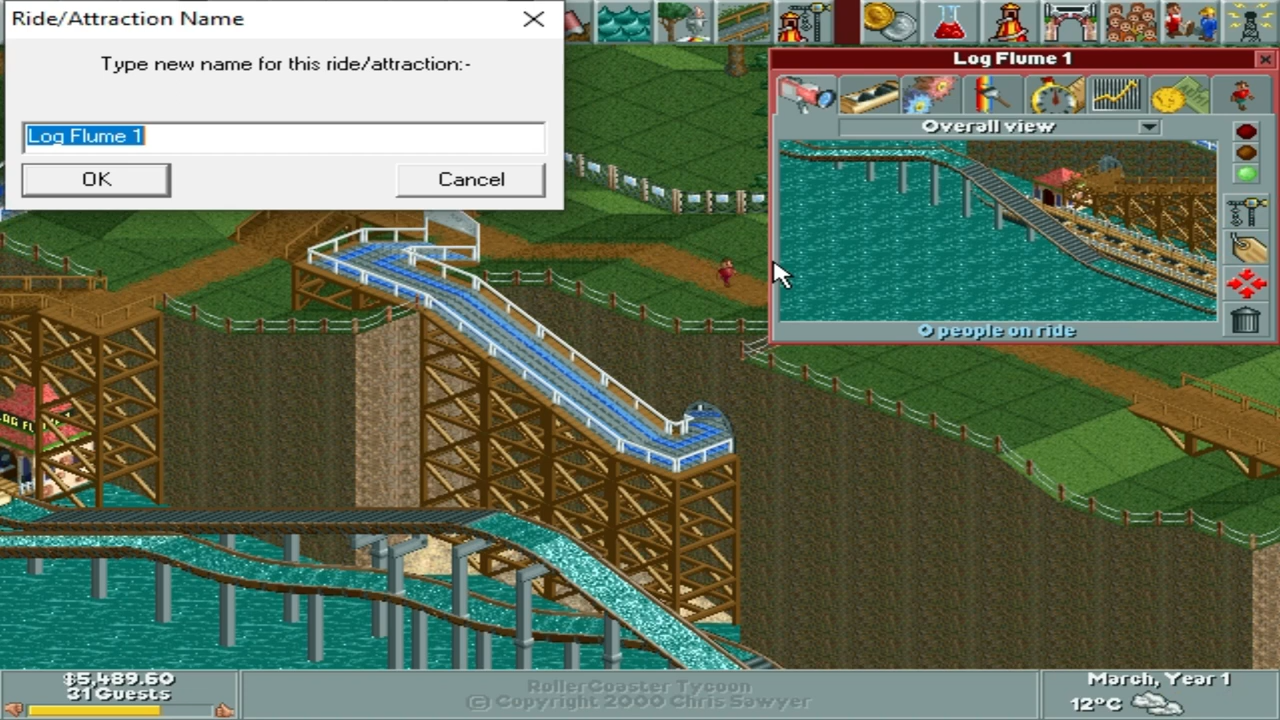 Ride/Attraction Name
Type new name for this ride/attraction:-
Log Flume 1
OK
Cancel
Log Flume 1
Overall view
0 people on ride
LOG FL
$5,489.60
31 Guests
RollerCoaster Tycoon
© Copyright 2000 Chris Sawyer
March, Year 1
12°C